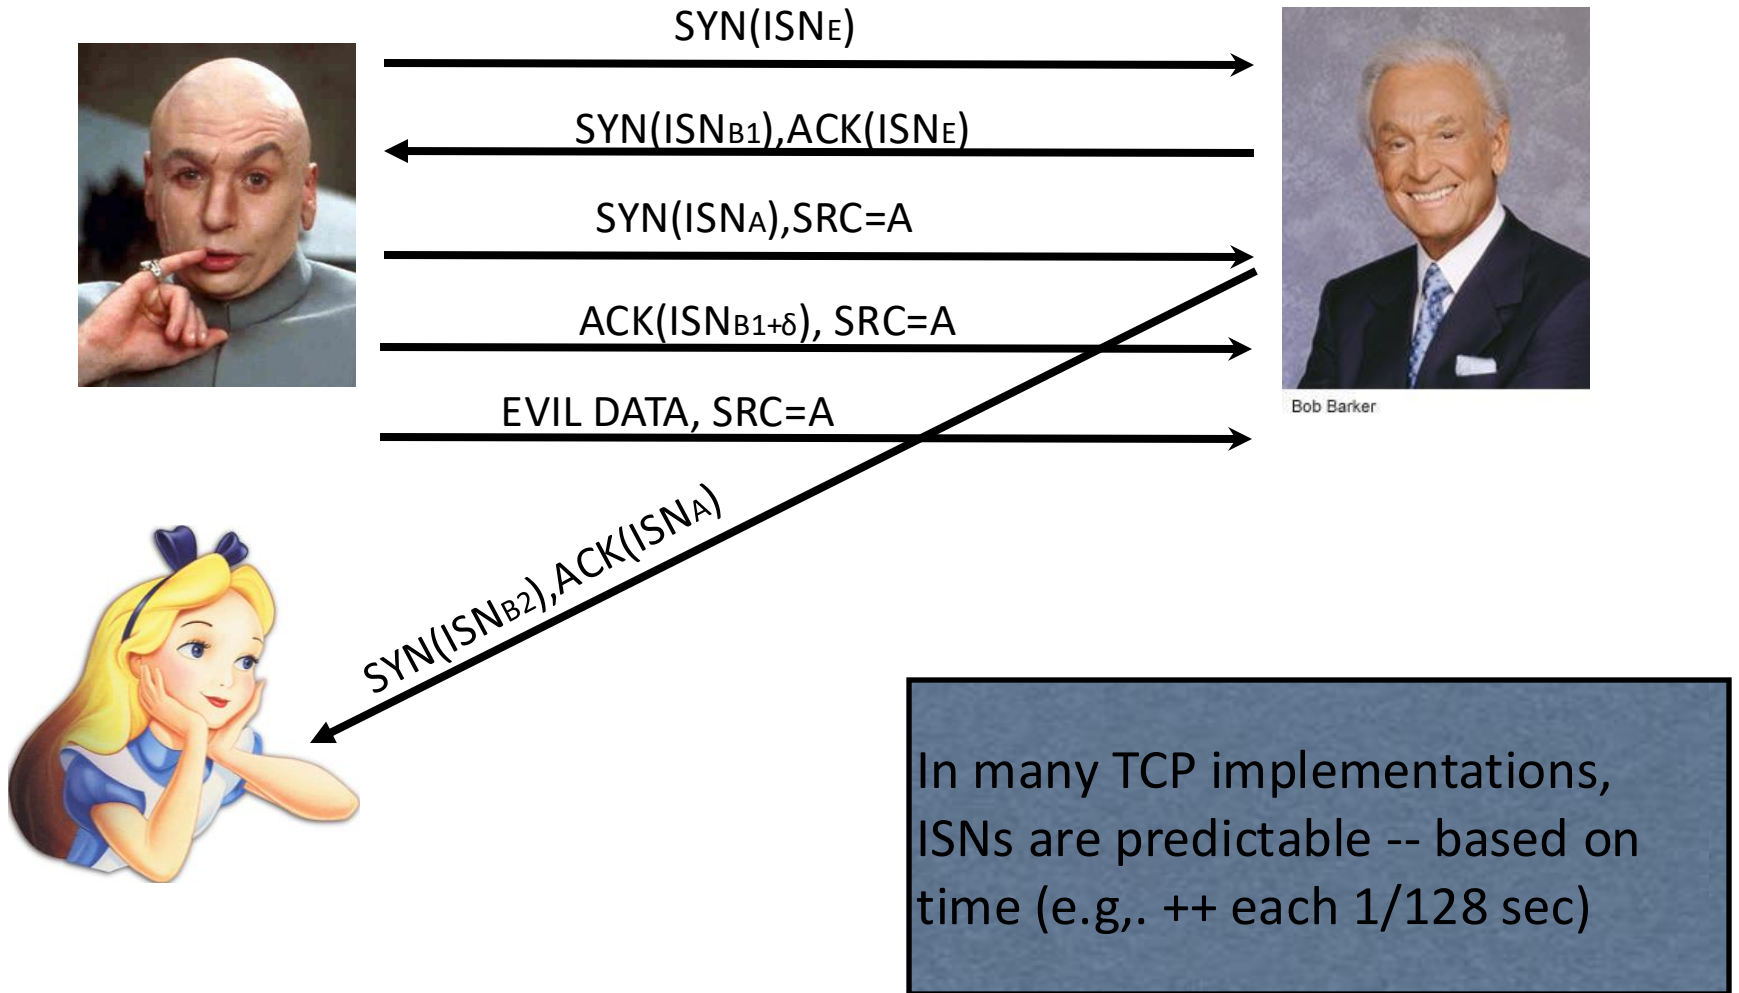 SYN(ISNE)
SYN(ISNB1),ACK(ISNE)
SYN(ISNA),SRC=A
ACK(ISNB1+δ), SRC=A
Bob Barker
EVIL DATA, SRC=A
SYN(ISNB2),ACK(ISNA)
In many TCP implementations,
ISNs are predictable -- based on
time (e.g,. ++ each 1/128 sec)